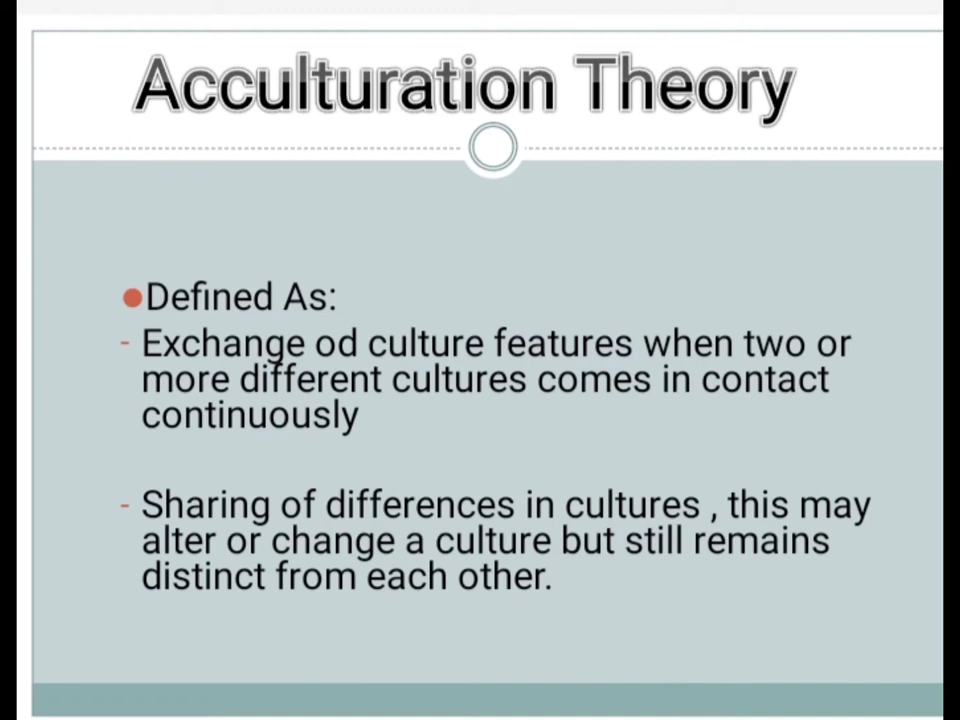 Acculturation Theory
Defined As:
- Exchange od culture features when two or
more different cultures comes in contact
continuously
- Sharing of differences in cultures , this may
alter or change a culture but still remains
distinct from each other.